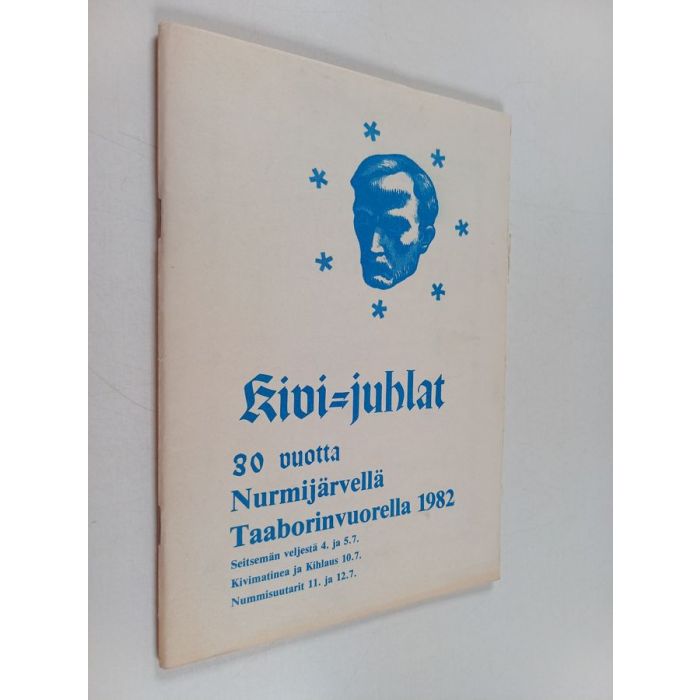 Kivi=juhlat
30 vuotta
Nurmijärvellä
Taaborinvuorella 1982
Seitsemän veljestä 4. ja 5.7.
Kivimatinea ja Kihlaus 10.7.
Nummisuutarit 11. ja 12.7.